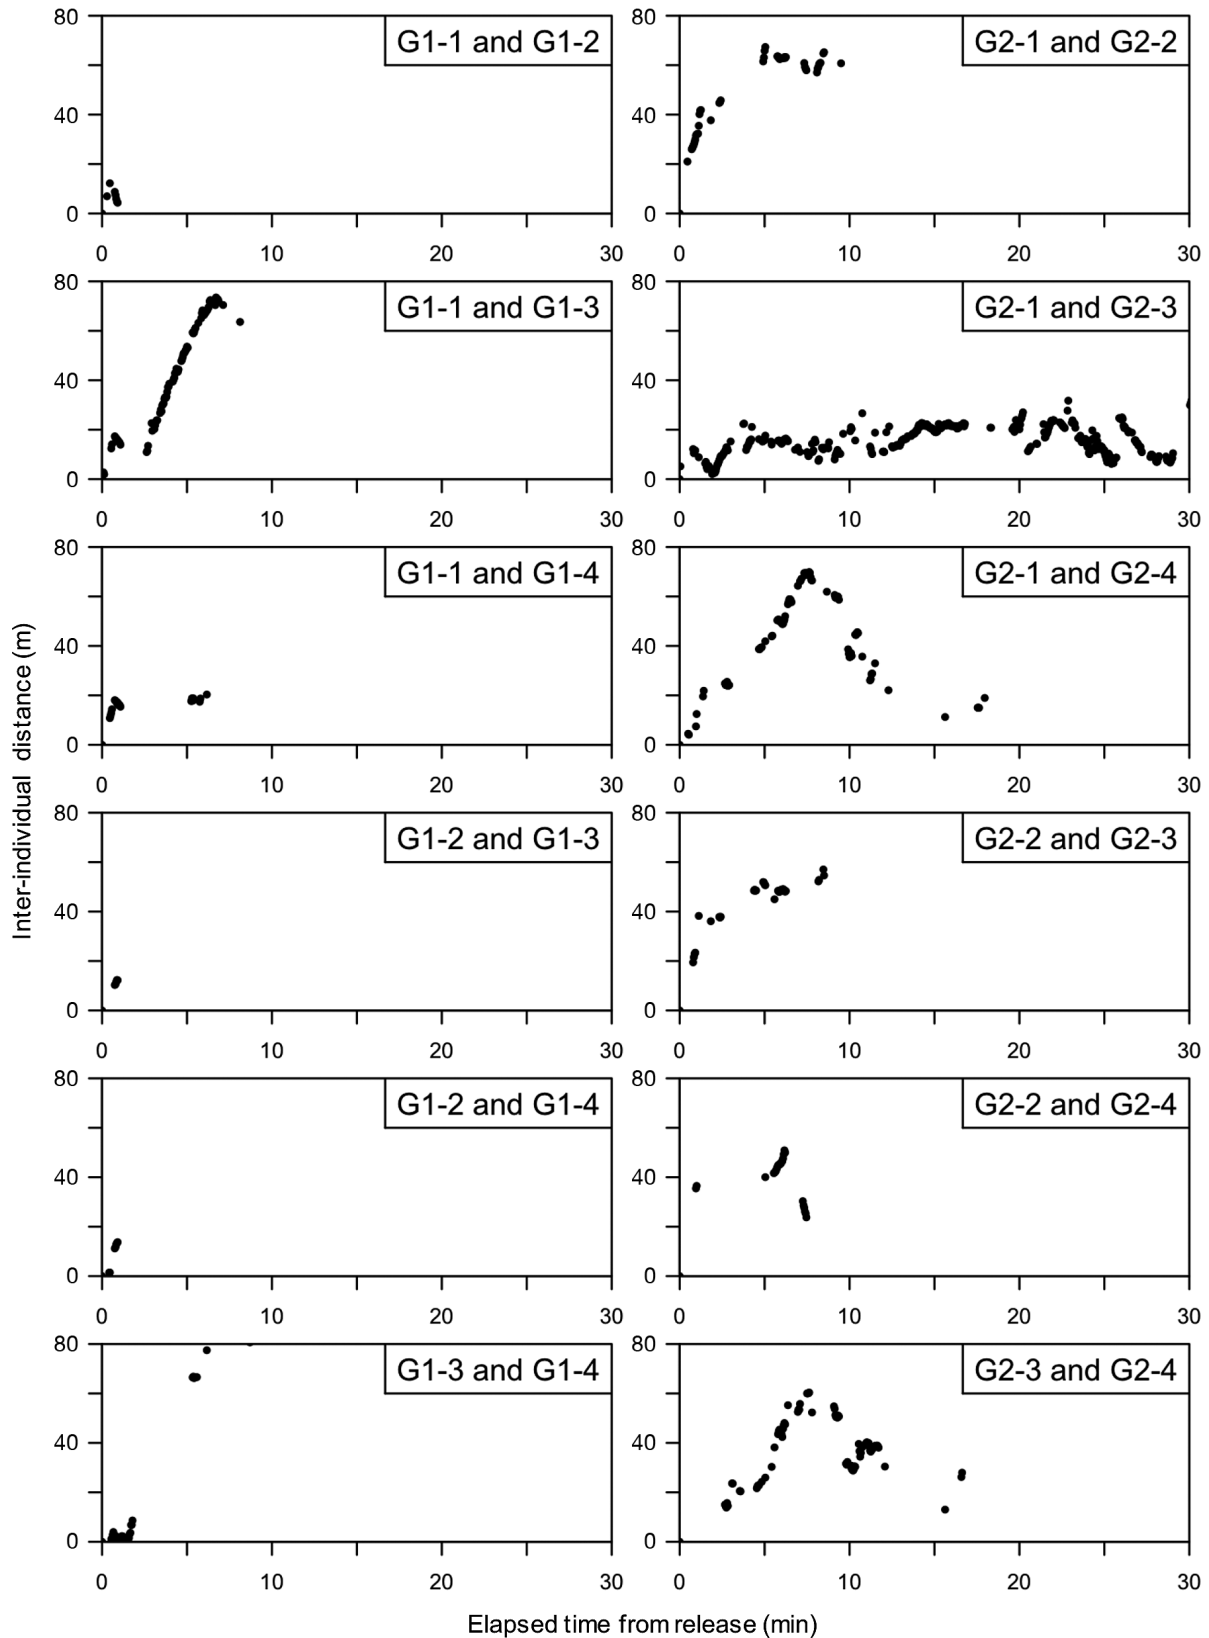 80 G1-1 and G1-2 80 G2-1 and G2-2
40 40
0 0
0 10 20 30 0 10 20 30
80 G1-1 and G1-3 80 G2-1 and G2-3
40 40
0 0
0 10 20 30 0 10 20 30
80 G1-1 and G1-4 80 G2-1 and G2-4
40 40
0 0
0 10 20 30 0 10 20 30
Inter-individual distance (m)
80 G1-2 and G1-3 80 G2-2 and G2-3
40 40
0 0
0 10 20 30 0 10 20 30
80 G1-2 and G1-4 80 G2-2 and G2-4
40 40
0 0
0 10 20 30 0 10 20 30
80 G1-3 and G1-4 80 G2-3 and G2-4
40 40
0 0
0 10 20 30 0 10 20 30
Elapsed time from release (min)